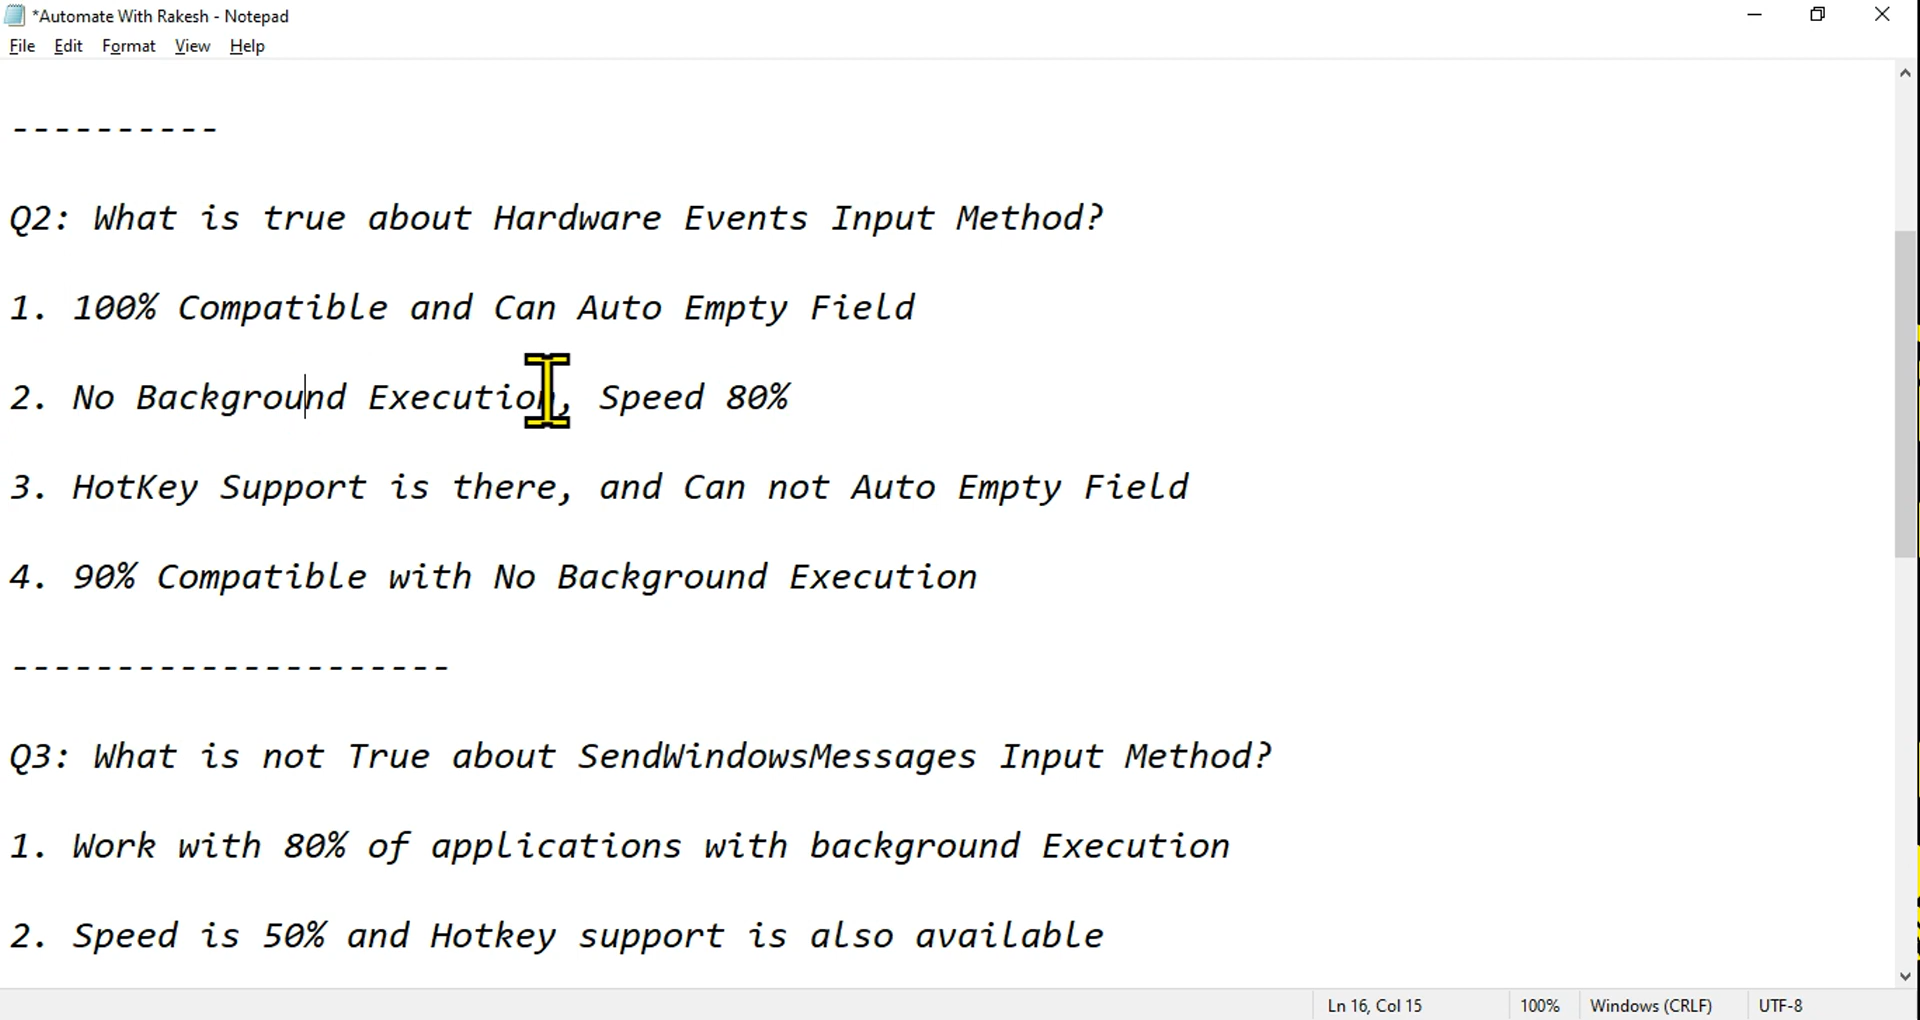 *Automate With Rakesh - Notepad
File Edit Format View Help
----------
Q2: What is true about Hardware Events Input Method?
1. 100% Compatible and Can Auto Empty Field
2. No Background Execution, Speed 80%
3. HotKey Support is there, and Can not Auto Empty Field
4. 90% Compatible with No Background Execution
---------------------
Q3: What is not True about SendWindowsMessages Input Method?
1. Work with 80% of applications with background Execution
2. Speed is 50% and Hotkey support is also available
Ln 16, Col 15 100% Windows (CRLF) UTF-8